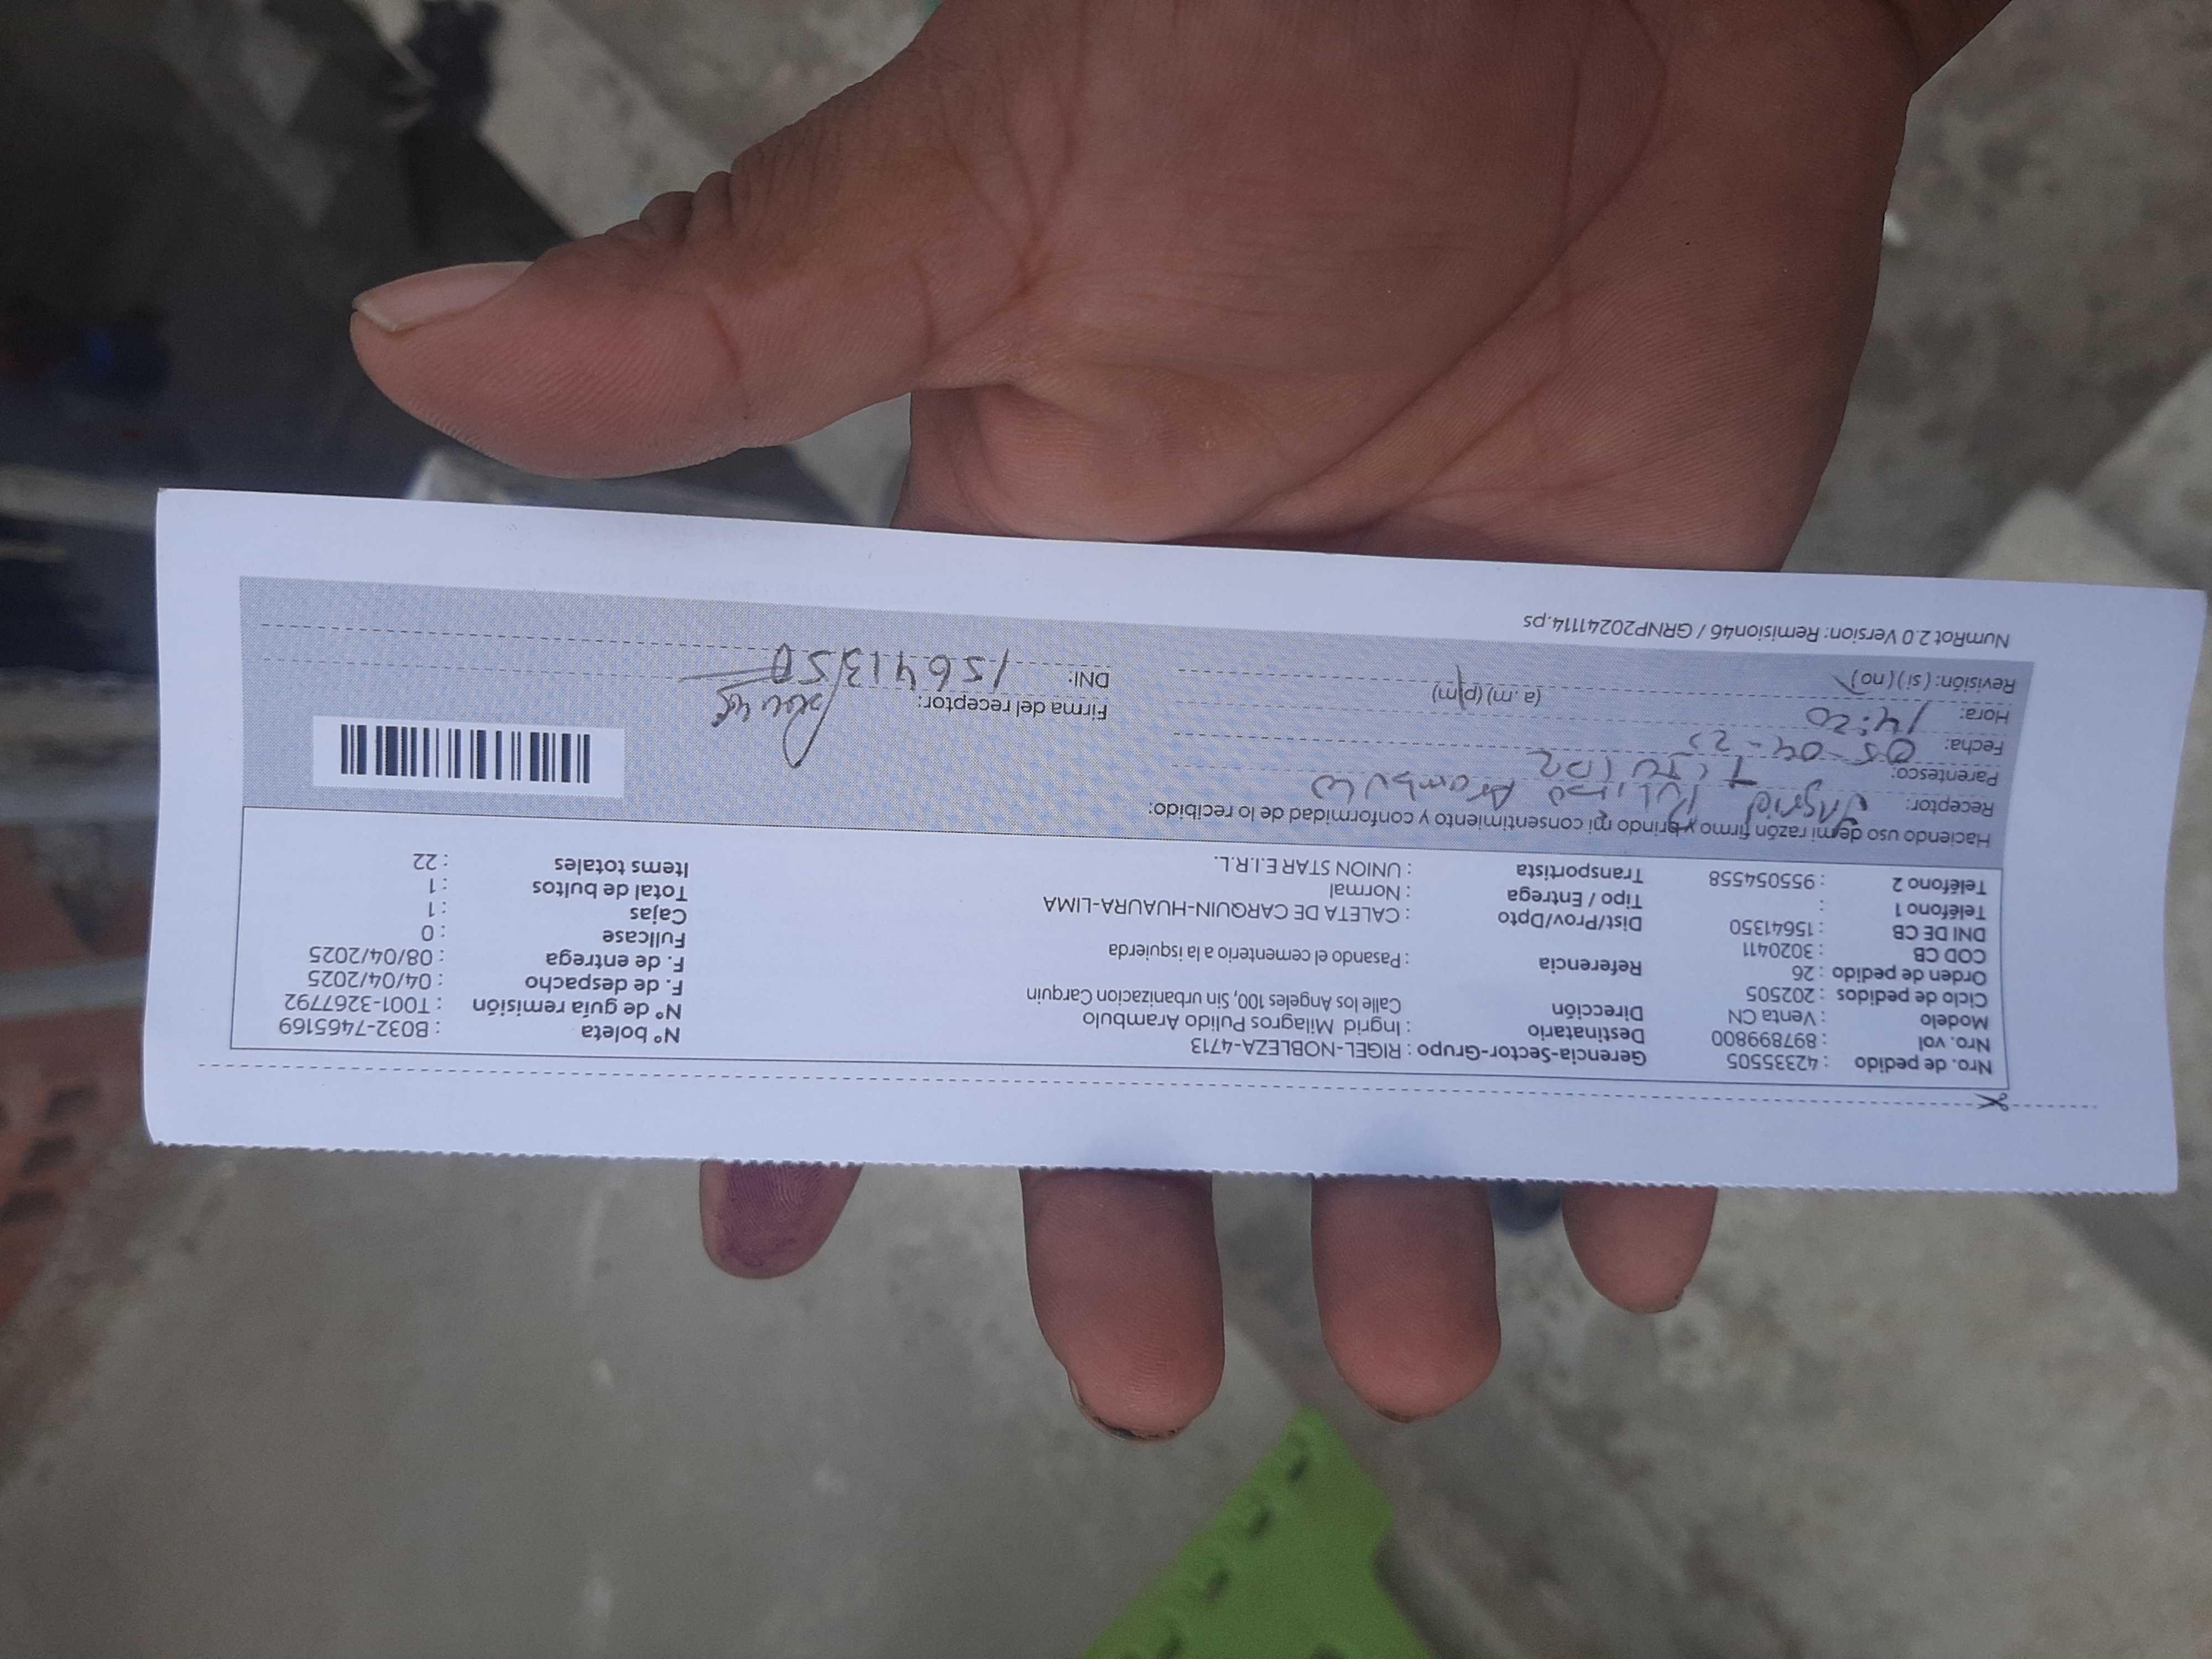 Nro. de pedido : 42335505 Gerencia-Sector-Grupo : RIGEL-NOBLEZA-4713 N° boleta : B032-7465169
Nro. vol : 897899800 Destinatario : Ingrid Milagros Pulido Arambulo N° de guía remisión : T001-3267792
Modelo : Venta CN Dirección Calle los Angeles 100, Sin urbanizacion Carquin F. de despacho : 04/04/2025
Ciclo de pedidos : 202505 F. de entrega : 08/04/2025
Orden de pedido : 26 Referencia : Pasando el cementerio a la isquierda Fullcase : 0
COD CB : 3020411 Cajas : 1
DNI DE CB : 15641350 Dist/Prov/Dpto : CALETA DE CARQUIN-HUAURA-LIMA Total de bultos : 1
Teléfono 1 : Tipo / Entrega : Normal Items totales : 22
Teléfono 2 : 955054558 Transportista : UNION STAR E.I.R.L.
Haciendo uso de mi razón firmo y brindo mi consentimiento y conformidad de lo recibido:
Receptor: Ingrid Pulido Arambulo
Parentesco: Titular
Fecha: 05-04-25
Hora: 14:20 (a.m) (p/m) Firma del receptor:
Revisión: (si) (no) DNI: 15641350
NumRot 2.0 Version: Remision46 / GRNP20241114.ps